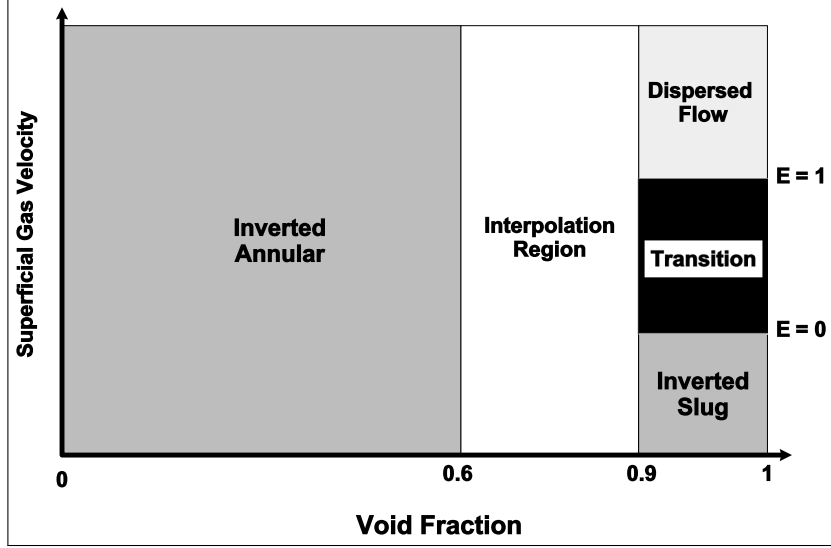 Superficial Gas Velocity
Inverted
Annular
Interpolation
Region
Dispersed
Flow
E = 1
Transition
E = 0
Inverted
Slug
0
0.6
0.9
1
Void Fraction